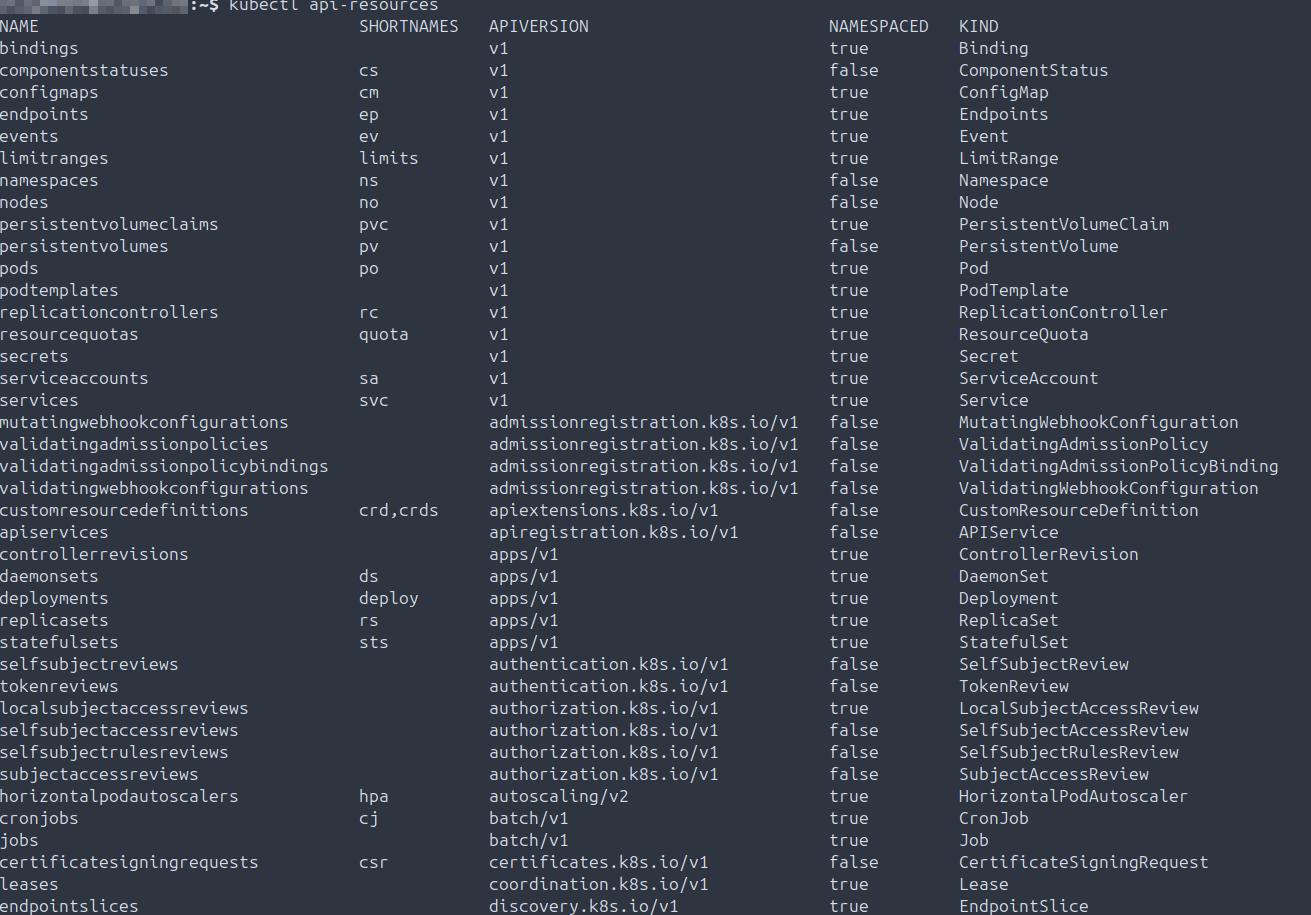 :~$ kubectl api-resources
NAME SHORTNAMES APIVERSION NAMESPACED KIND
bindings v1 true Binding
componentstatuses cs v1 false ComponentStatus
configmaps cm v1 true ConfigMap
endpoints ep v1 true Endpoints
events ev v1 true Event
limitranges limits v1 true LimitRange
namespaces ns v1 false Namespace
nodes no v1 false Node
persistentvolumeclaims pvc v1 true PersistentVolumeClaim
persistentvolumes pv v1 false PersistentVolume
pods po v1 true Pod
podtemplates v1 true PodTemplate
replicationcontrollers rc v1 true ReplicationController
resourcequotas quota v1 true ResourceQuota
secrets v1 true Secret
serviceaccounts sa v1 true ServiceAccount
services svc v1 true Service
mutatingwebhookconfigurations admissionregistration.k8s.io/v1 false MutatingWebhookConfiguration
validatingadmissionpolicies admissionregistration.k8s.io/v1 false ValidatingAdmissionPolicy
validatingadmissionpolicybindings admissionregistration.k8s.io/v1 false ValidatingAdmissionPolicyBinding
validatingwebhookconfigurations admissionregistration.k8s.io/v1 false ValidatingWebhookConfiguration
customresourcedefinitions crd,crds apiextensions.k8s.io/v1 false CustomResourceDefinition
apiservices apiregistration.k8s.io/v1 false APIService
controllerrevisions apps/v1 true ControllerRevision
daemonsets ds apps/v1 true DaemonSet
deployments deploy apps/v1 true Deployment
replicasets rs apps/v1 true ReplicaSet
statefulsets sts apps/v1 true StatefulSet
selfsubjectreviews authentication.k8s.io/v1 false SelfSubjectReview
tokenreviews authentication.k8s.io/v1 false TokenReview
localsubjectaccessreviews authorization.k8s.io/v1 true LocalSubjectAccessReview
selfsubjectaccessreviews authorization.k8s.io/v1 false SelfSubjectAccessReview
selfsubjectrulesreviews authorization.k8s.io/v1 false SelfSubjectRulesReview
subjectaccessreviews authorization.k8s.io/v1 false SubjectAccessReview
horizontalpodautoscalers hpa autoscaling/v2 true HorizontalPodAutoscaler
cronjobs cj batch/v1 true CronJob
jobs batch/v1 true Job
certificatesigningrequests csr certificates.k8s.io/v1 false CertificateSigningRequest
leases coordination.k8s.io/v1 true Lease
endpointslices discovery.k8s.io/v1 true EndpointSlice